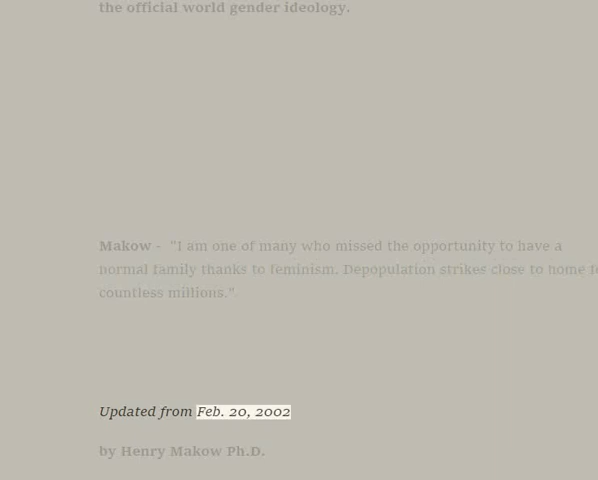 the official world gender ideology.
Makow - "I am one of many who missed the opportunity to have a
normal family thanks to feminism. Depopulation strikes close to home
countless millions."
Updated from Feb. 20, 2002
by Henry Makow Ph.D.